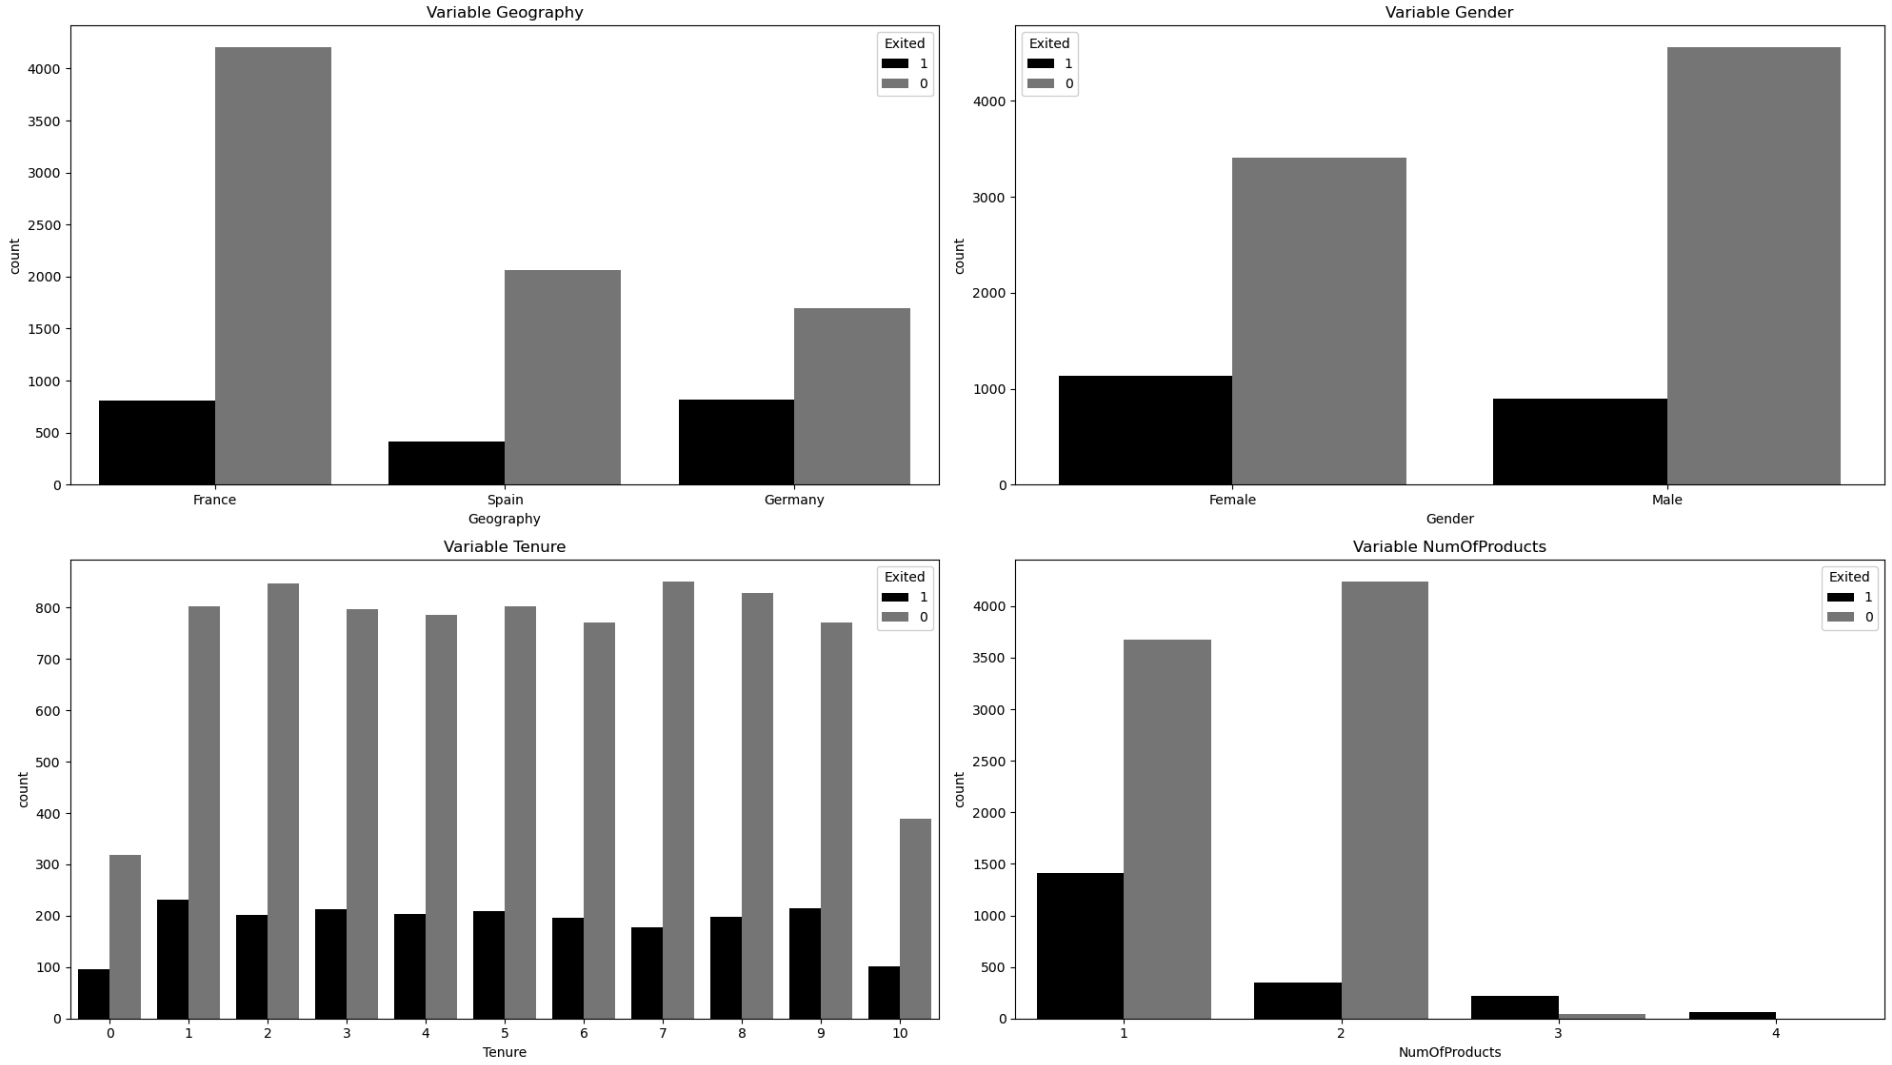 Variable Geography
4000
3500
3000
2500
2000
1500
1000
500
0
count
Exited
1
0
France Spain Germany
Geography
Variable Gender
4000
3000
2000
1000
0
count
Exited
1
0
Female Male
Gender
Variable Tenure
800
700
600
500
400
300
200
100
0
count
Exited
1
0
0 1 2 3 4 5 6 7 8 9 10
Tenure
Variable NumOfProducts
4000
3500
3000
2500
2000
1500
1000
500
0
count
Exited
1
0
1 2 3 4
NumOfProducts